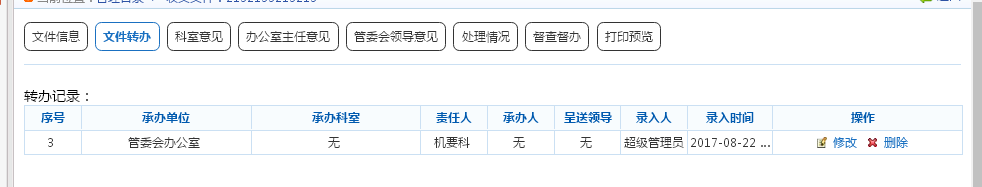 文件信息 文件转办 科室意见 办公室主任意见 管委会领导意见 处理情况 督查督办 打印预览
转办记录：
序号 承办单位 承办科室 责任人 承办人 呈送领导 录入人 录入时间 操作
3 管委会办公室 无 机要科 无 无 超级管理员 2017-08-22 ... 修改 删除